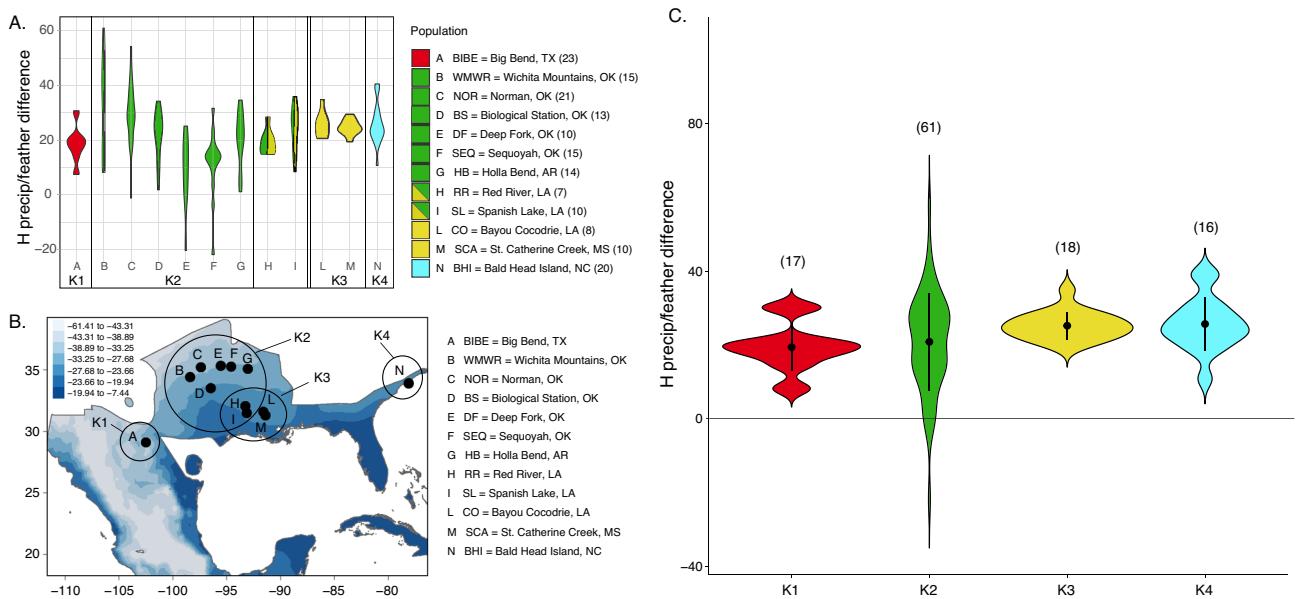 A.
H precip/feather difference
60
40
20
0
−20
A B C D E F G H I L M N
K1 K2 K3 K4
Population
A BIBE = Big Bend, TX (23)
B WMWR = Wichita Mountains, OK (15)
C NOR = Norman, OK (21)
D BS = Biological Station, OK (13)
E DF = Deep Fork, OK (10)
F SEQ = Sequoyah, OK (15)
G HB = Holla Bend, AR (14)
H RR = Red River, LA (7)
I SL = Spanish Lake, LA (10)
L CO = Bayou Cocodrie, LA (8)
M SCA = St. Catherine Creek, MS (10)
N BHI = Bald Head Island, NC (20)
B.
−61.41 to −43.31
−43.31 to −38.89
−38.89 to −33.25
−33.25 to −27.68
−27.68 to −23.66
−23.66 to −19.94
−19.94 to −7.44
K2
K4
C E F G
N
B
K3
D
H L
K1
I M
A
35
30
25
20
−110 −105 −100 −95 −90 −85 −80
A BIBE = Big Bend, TX
B WMWR = Wichita Mountains, OK
C NOR = Norman, OK
D BS = Biological Station, OK
E DF = Deep Fork, OK
F SEQ = Sequoyah, OK
G HB = Holla Bend, AR
H RR = Red River, LA
I SL = Spanish Lake, LA
L CO = Bayou Cocodrie, LA
M SCA = St. Catherine Creek, MS
N BHI = Bald Head Island, NC
C.
H precip/feather difference
80
40
0
−40
(17)
(61)
(18)
(16)
K1 K2 K3 K4